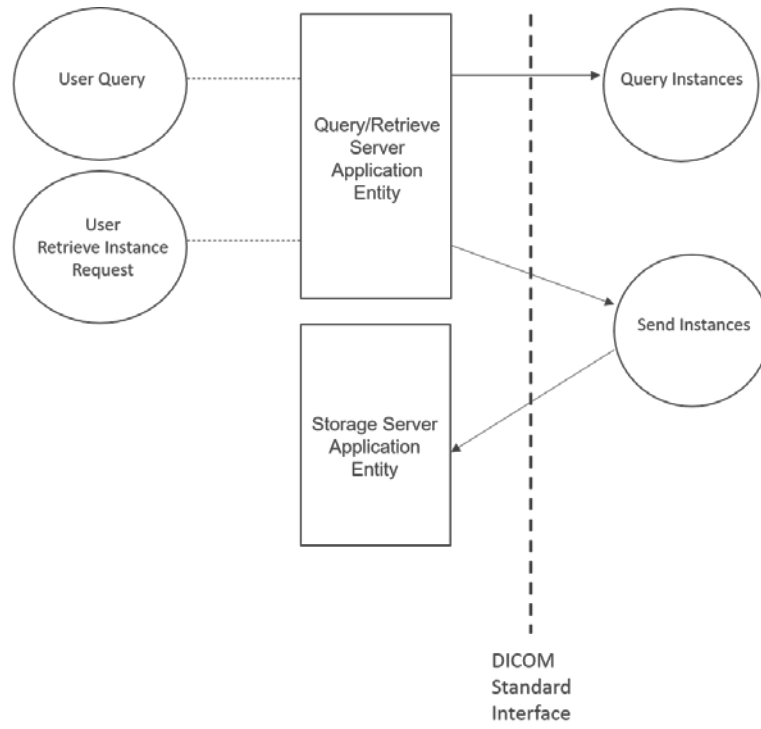 User Query
Query/Retrieve
Server
Application
Entity
Query Instances
User
Retrieve Instance
Request
Send Instances
Storage Server
Application
Entity
DICOM
Standard
Interface